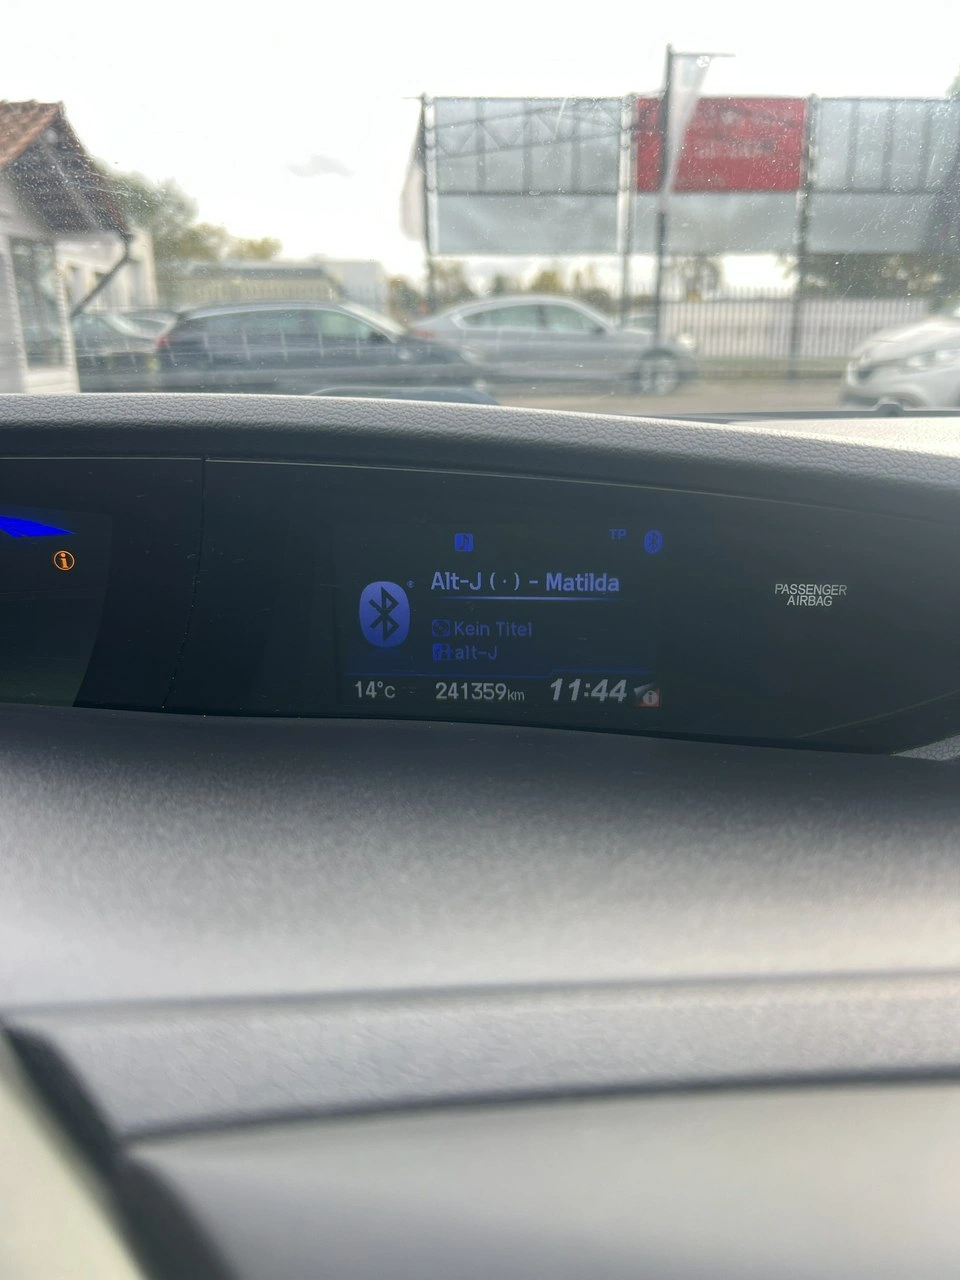 TP
Alt-J ( · ) - Matilda
Kein Titel
alt-J
14°C 241359km 11:44
PASSENGER
AIRBAG